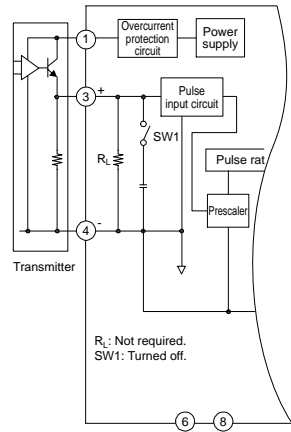 Overcurrent
protection
circuit
Power
supply
1
3
+
Pulse
input circuit
SW1
RL
Pulse rat
Prescaler
4
-
Transmitter
RL: Not required.
SW1: Turned off.
6
8